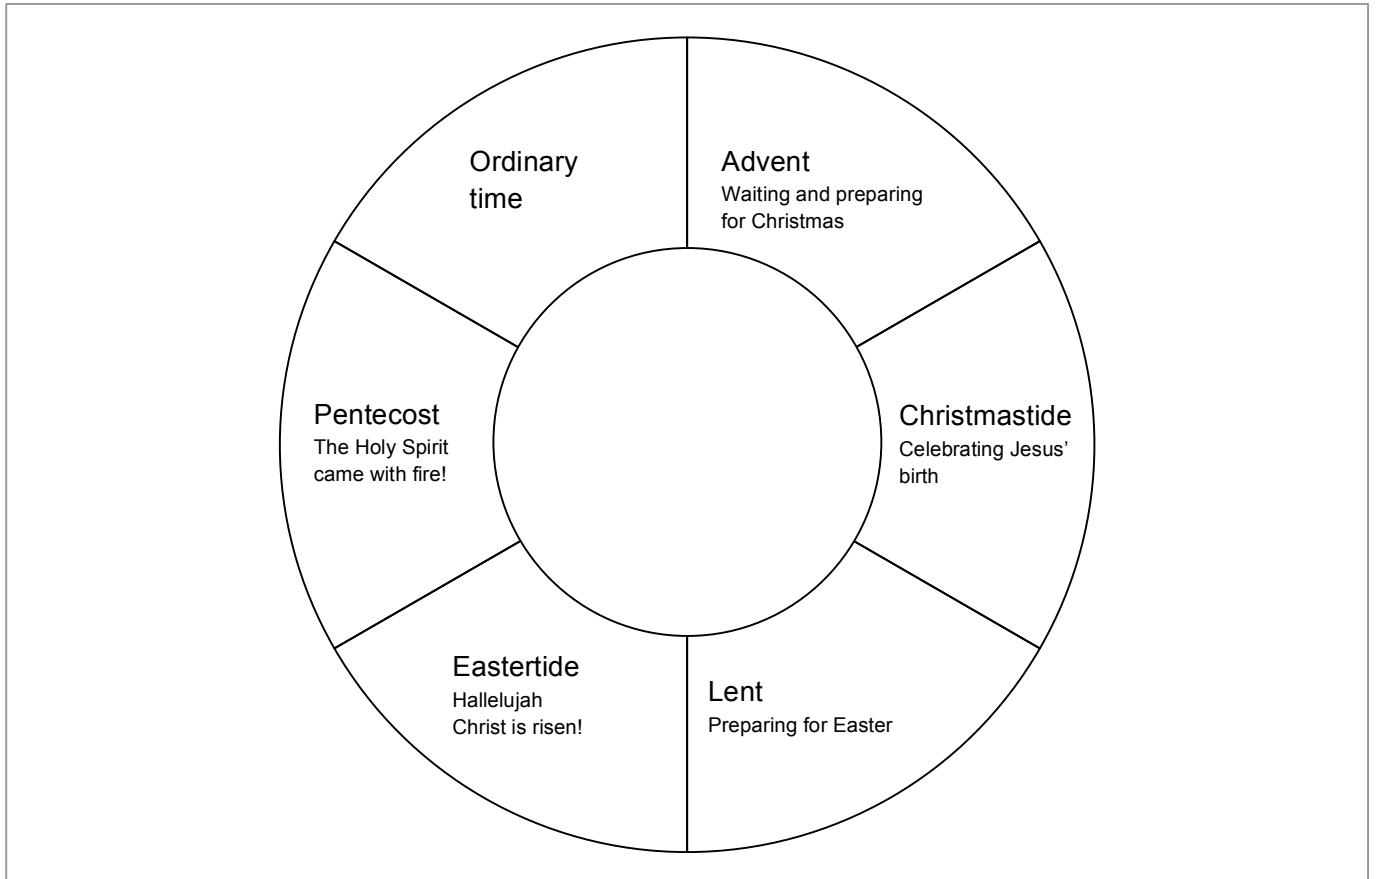 Ordinary
time
Advent
Waiting and preparing
for Christmas
Pentecost
The Holy Spirit
came with fire!
Christmastide
Celebrating Jesus’
birth
Eastertide
Hallelujah
Christ is risen!
Lent
Preparing for Easter